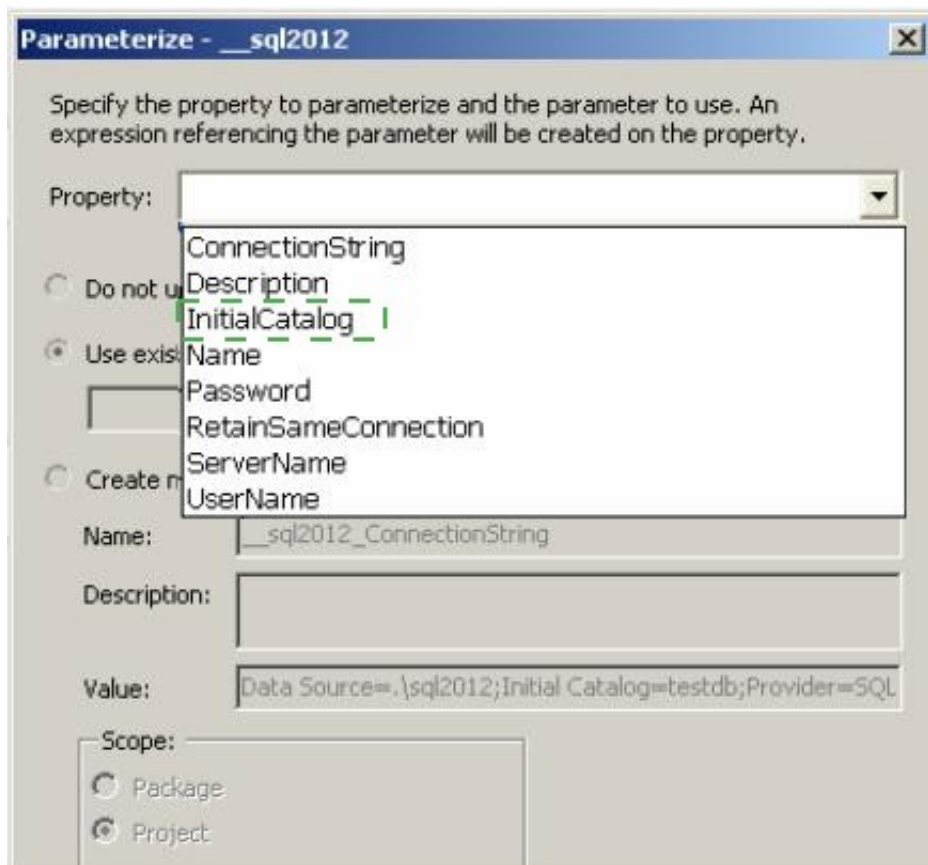 Parameterize - __sql2012
Specify the property to parameterize and the parameter to use. An
expression referencing the parameter will be created on the property.
Property:
ConnectionString
Description
Do not u
InitialCatalog
Use exis
Name
Password
RetainSameConnection
ServerName
Create n
UserName
Name: __sql2012_ConnectionString
Description:
Value: Data Source=.\sql2012;Initial Catalog=testdb;Provider=SQL
Scope:
Package
Project